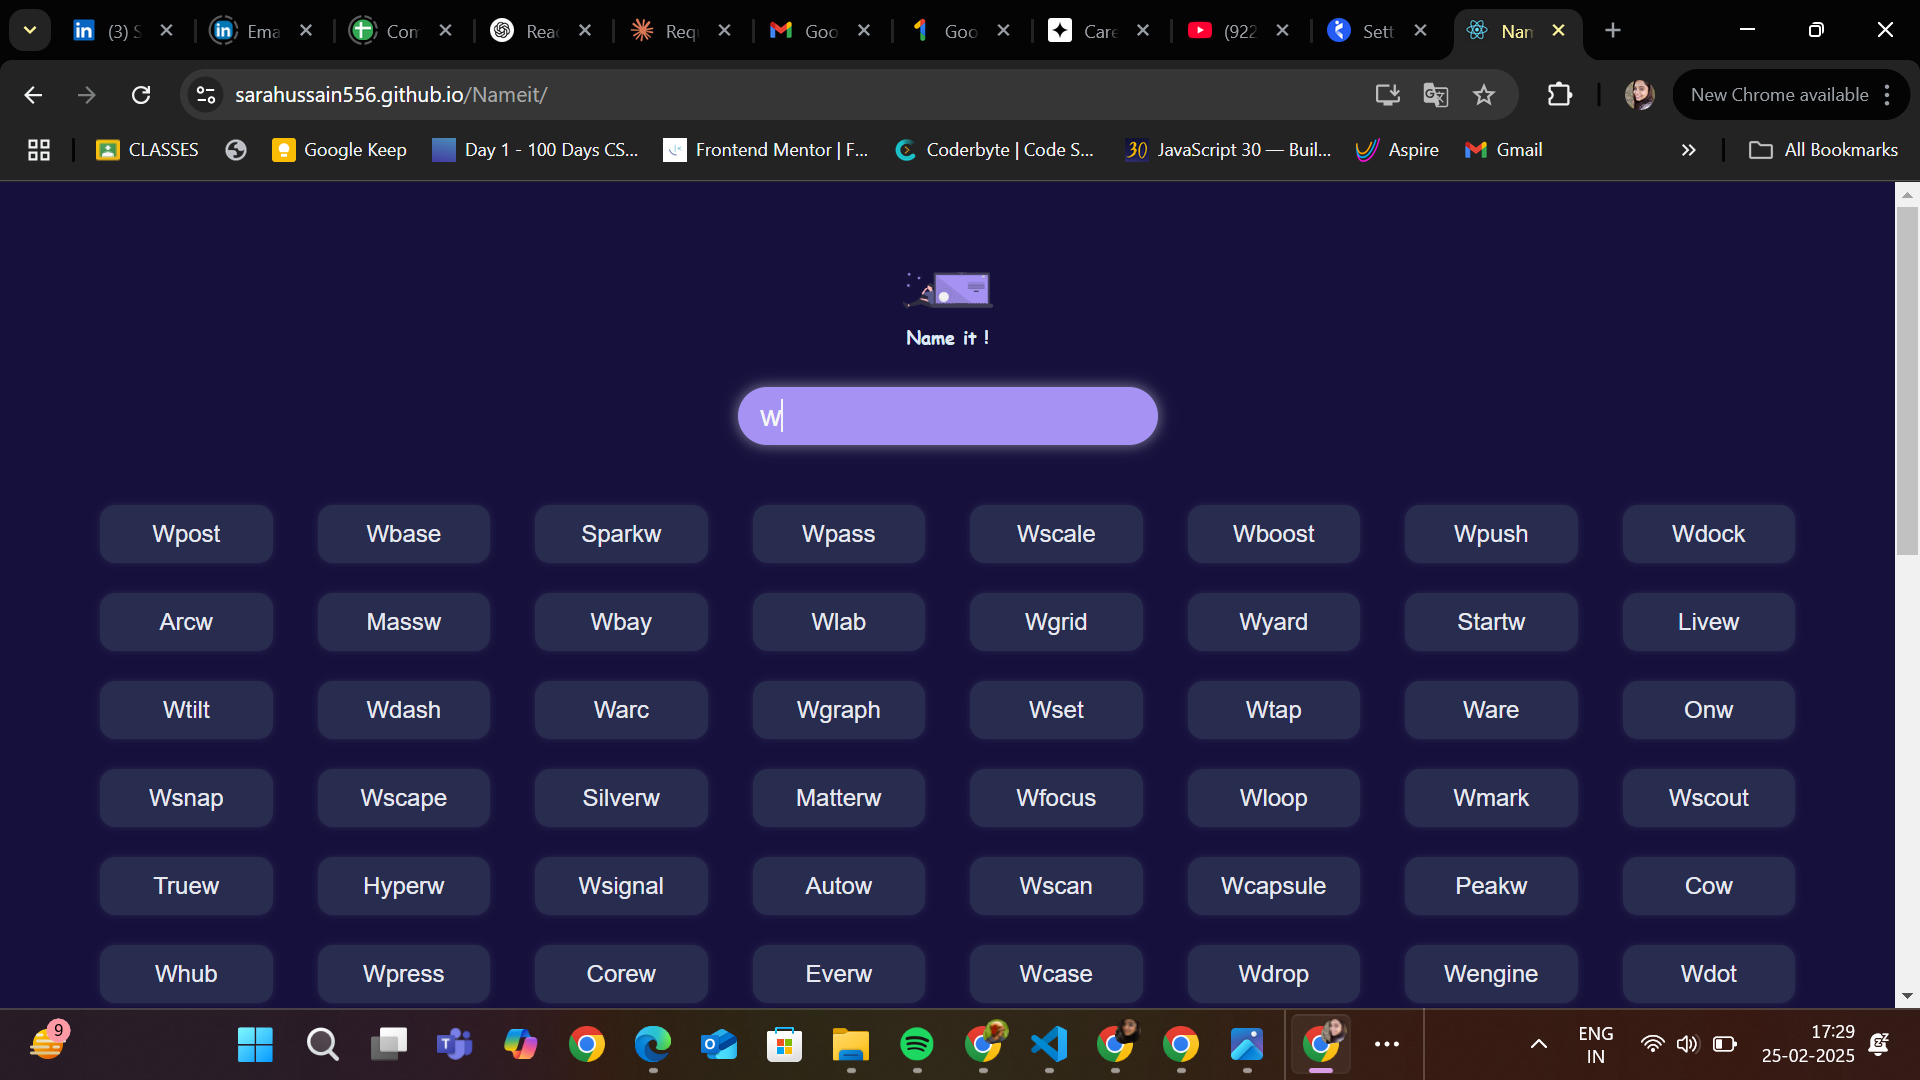 (3) S
Ema
Con
Rea
Req
Goo
Goo
Care
(922
Sett
Nam
sarahussain556.github.io/Nameit/
New Chrome available
CLASSES
Google Keep
Day 1 - 100 Days CS...
Frontend Mentor | F...
Coderbyte | Code S...
30
JavaScript 30 — Buil...
Aspire
Gmail
»
All Bookmarks
Name it !
w
Wpost Wbase Sparkw Wpass Wscale Wboost Wpush Wdock
Arcw Massw Wbay Wlab Wgrid Wyard Startw Livew
Wtilt Wdash Warc Wgraph Wset Wtap Ware Onw
Wsnap Wscape Silverw Matterw Wfocus Wloop Wmark Wscout
Truew Hyperw Wsignal Autow Wscan Wcapsule Peakw Cow
Whub Wpress Corew Everw Wcase Wdrop Wengine Wdot
9
ENG
IN
17:29
25-02-2025